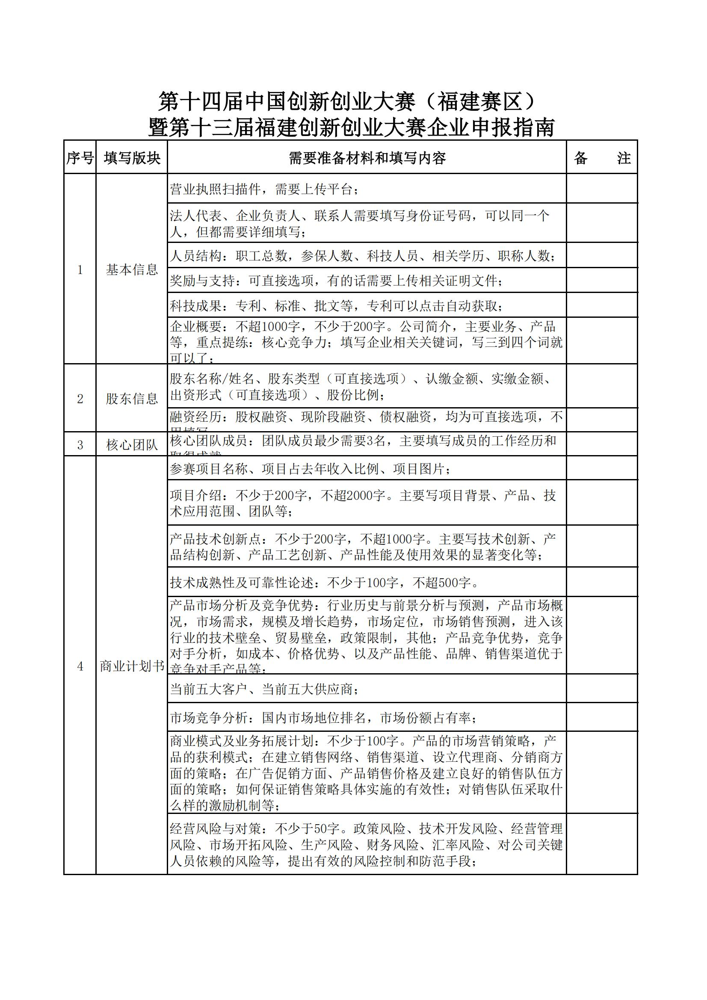 第十四届中国创新创业大赛（福建赛区）
暨第十三届福建创新创业大赛企业申报指南
序号 填写版块 需要准备材料和填写内容 备 注
1 基本信息
营业执照扫描件，需要上传平台；
法人代表、企业负责人、联系人需要填写身份证号码，可以同一个
人，但都需要详细填写；
人员结构：职工总数，参保人数、科技人员、相关学历、职称人数；
奖励与支持：可直接选项，有的话需要上传相关证明文件；
科技成果：专利、标准、批文等，专利可以点击自动获取；
企业概要：不超1000字，不少于200字。公司简介，主要业务、产品
等，重点提练：核心竞争力；填写企业相关关键词，写三到四个词就
可以了；
2 股东信息
股东名称/姓名、股东类型（可直接选项）、认缴金额、实缴金额、
出资形式（可直接选项）、股份比例；
融资经历：股权融资、现阶段融资、债权融资，均为可直接选项，不
3 核心团队
核心团队成员：团队成员最少需要3名，主要填写成员的工作经历和
4 商业计划书
参赛项目名称、项目占去年收入比例、项目图片；
项目介绍：不少于200字，不超2000字。主要写项目背景、产品、技
术应用范围、团队等；
产品技术创新点：不少于200字，不超1000字。主要写技术创新、产
品结构创新、产品工艺创新、产品性能及使用效果的显著变化等；
技术成熟性及可靠性论述：不少于100字，不超500字。
产品市场分析及竞争优势：行业历史与前景分析与预测，产品市场概
况，市场需求，规模及增长趋势，市场定位，市场销售预测，进入该
行业的技术壁垒、贸易壁垒，政策限制，其他；产品竞争优势，竞争
对手分析，如成本、价格优势、以及产品性能、品牌、销售渠道优于
竞争对手产品等；
当前五大客户、当前五大供应商；
市场竞争分析：国内市场地位排名，市场份额占有率；
商业模式及业务拓展计划：不少于100字。产品的市场营销策略，产
品的获利模式；在建立销售网络、销售渠道、设立代理商、分销商方
面的策略；在广告促销方面、产品销售价格及建立良好的销售队伍方
面的策略；如何保证销售策略具体实施的有效性；对销售队伍采取什
么样的激励机制等；
经营风险与对策：不少于50字。政策风险、技术开发风险、经营管理
风险、市场开拓风险、生产风险、财务风险、汇率风险、对公司关键
人员依赖的风险等，提出有效的风险控制和防范手段；